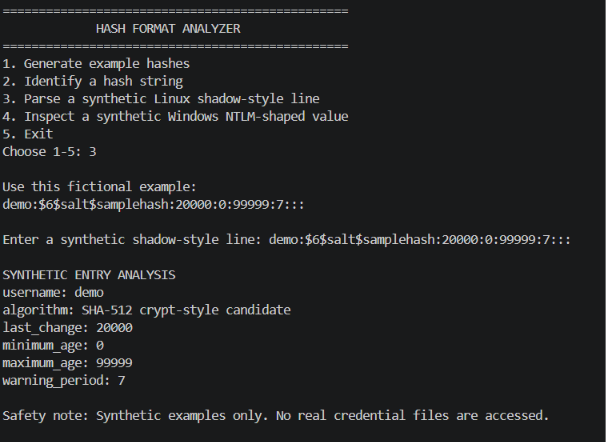 ================================================
HASH FORMAT ANALYZER
================================================
1. Generate example hashes
2. Identify a hash string
3. Parse a synthetic Linux shadow-style line
4. Inspect a synthetic Windows NTLM-shaped value
5. Exit
Choose 1-5: 3
Use this fictional example:
demo:$6$salt$samplehash:20000:0:99999:7:::
Enter a synthetic shadow-style line: demo:$6$salt$samplehash:20000:0:99999:7:::
SYNTHETIC ENTRY ANALYSIS
username: demo
algorithm: SHA-512 crypt-style candidate
last_change: 20000
minimum_age: 0
maximum_age: 99999
warning_period: 7
Safety note: Synthetic examples only. No real credential files are accessed.